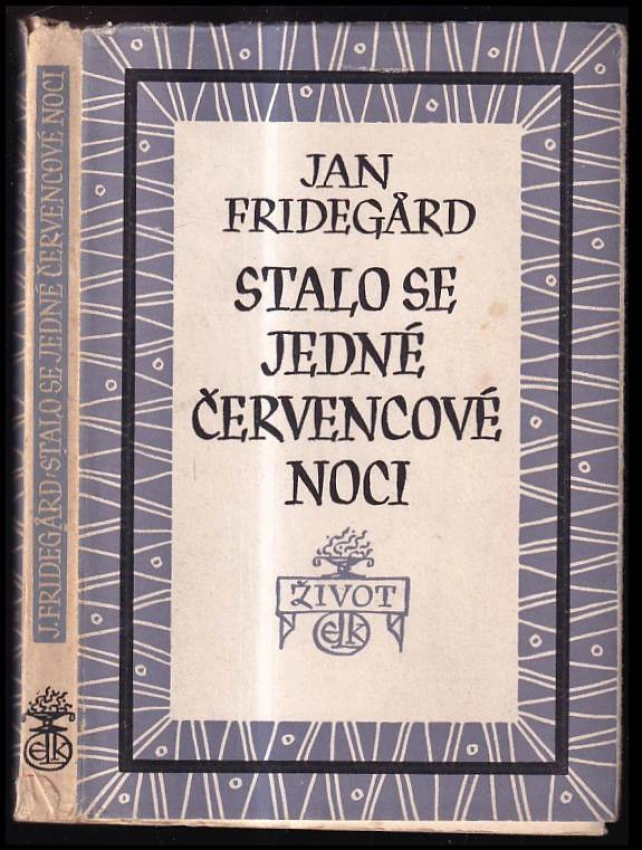 JAN
FRIDEGÅRD
STALO SE
JEDNÉ
ČERVENCOVÉ
NOCI
ŽIVOT
ELK
J. FRIDEGÅRD: STALO SE JEDNÉ ČERVENCOVÉ NOCI
ELK